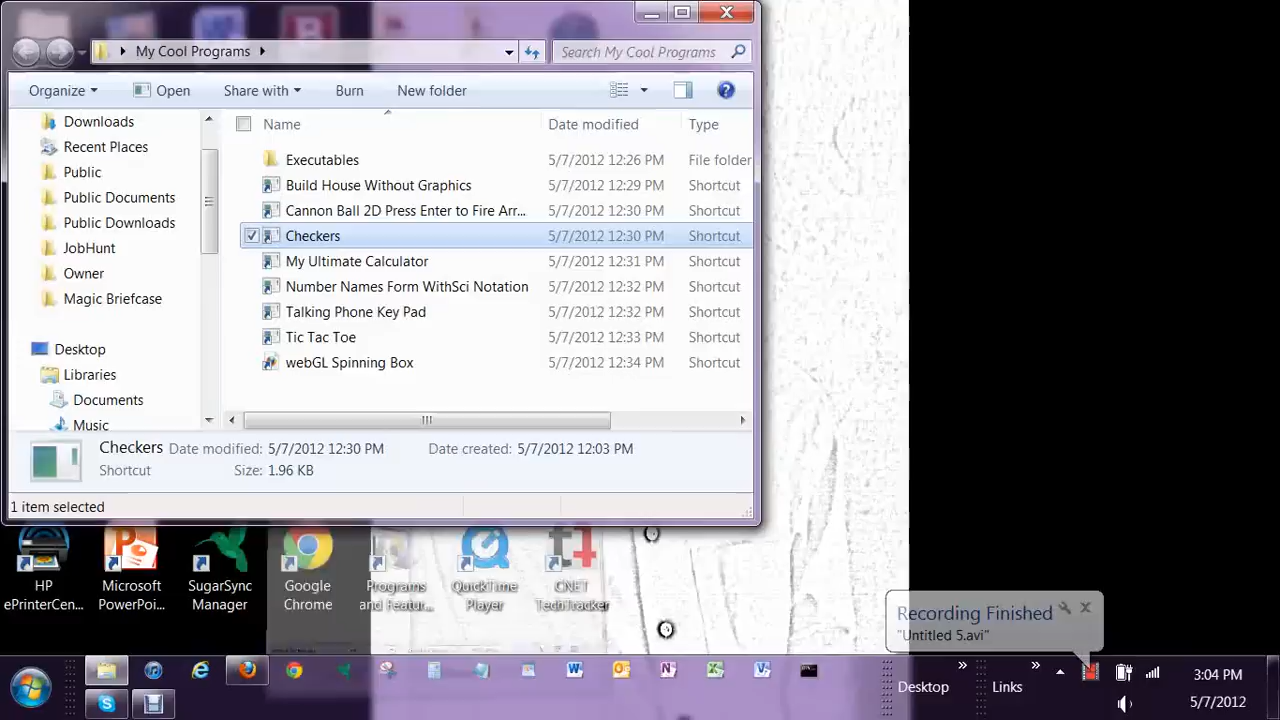 My Cool Programs
Search My Cool Programs
Organize Open Share with Burn New folder
Name Date modified Type
Downloads
Recent Places
Public
Public Documents
Public Downloads
JobHunt
Owner
Magic Briefcase
Desktop
Libraries
Documents
Music
Executables 5/7/2012 12:26 PM File folder
Build House Without Graphics 5/7/2012 12:29 PM Shortcut
Cannon Ball 2D Press Enter to Fire Arr... 5/7/2012 12:30 PM Shortcut
Checkers 5/7/2012 12:30 PM Shortcut
My Ultimate Calculator 5/7/2012 12:31 PM Shortcut
Number Names Form WithSci Notation 5/7/2012 12:32 PM Shortcut
Talking Phone Key Pad 5/7/2012 12:32 PM Shortcut
Tic Tac Toe 5/7/2012 12:33 PM Shortcut
webGL Spinning Box 5/7/2012 12:34 PM Shortcut
Checkers Date modified: 5/7/2012 12:30 PM Date created: 5/7/2012 12:03 PM
Shortcut Size: 1.96 KB
1 item selected
HP
ePrinterCen...
Microsoft
PowerPoi...
SugarSync
Manager
Google
Chrome
Programs
and Featur...
QuickTime
Player
CNET
TechTracker
Recording Finished
"Untitled 5.avi"
Desktop
Links
3:04 PM
5/7/2012